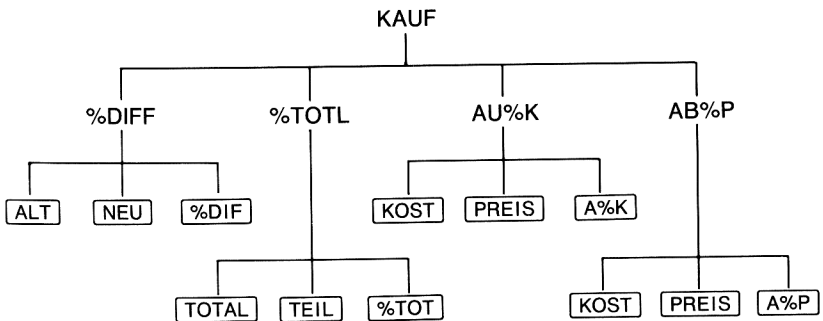 KAUF
%DIFF %TOTL AU%K AB%P
ALT NEU %DIF KOST PREIS A%K
TOTAL TEIL %TOT KOST PREIS A%P